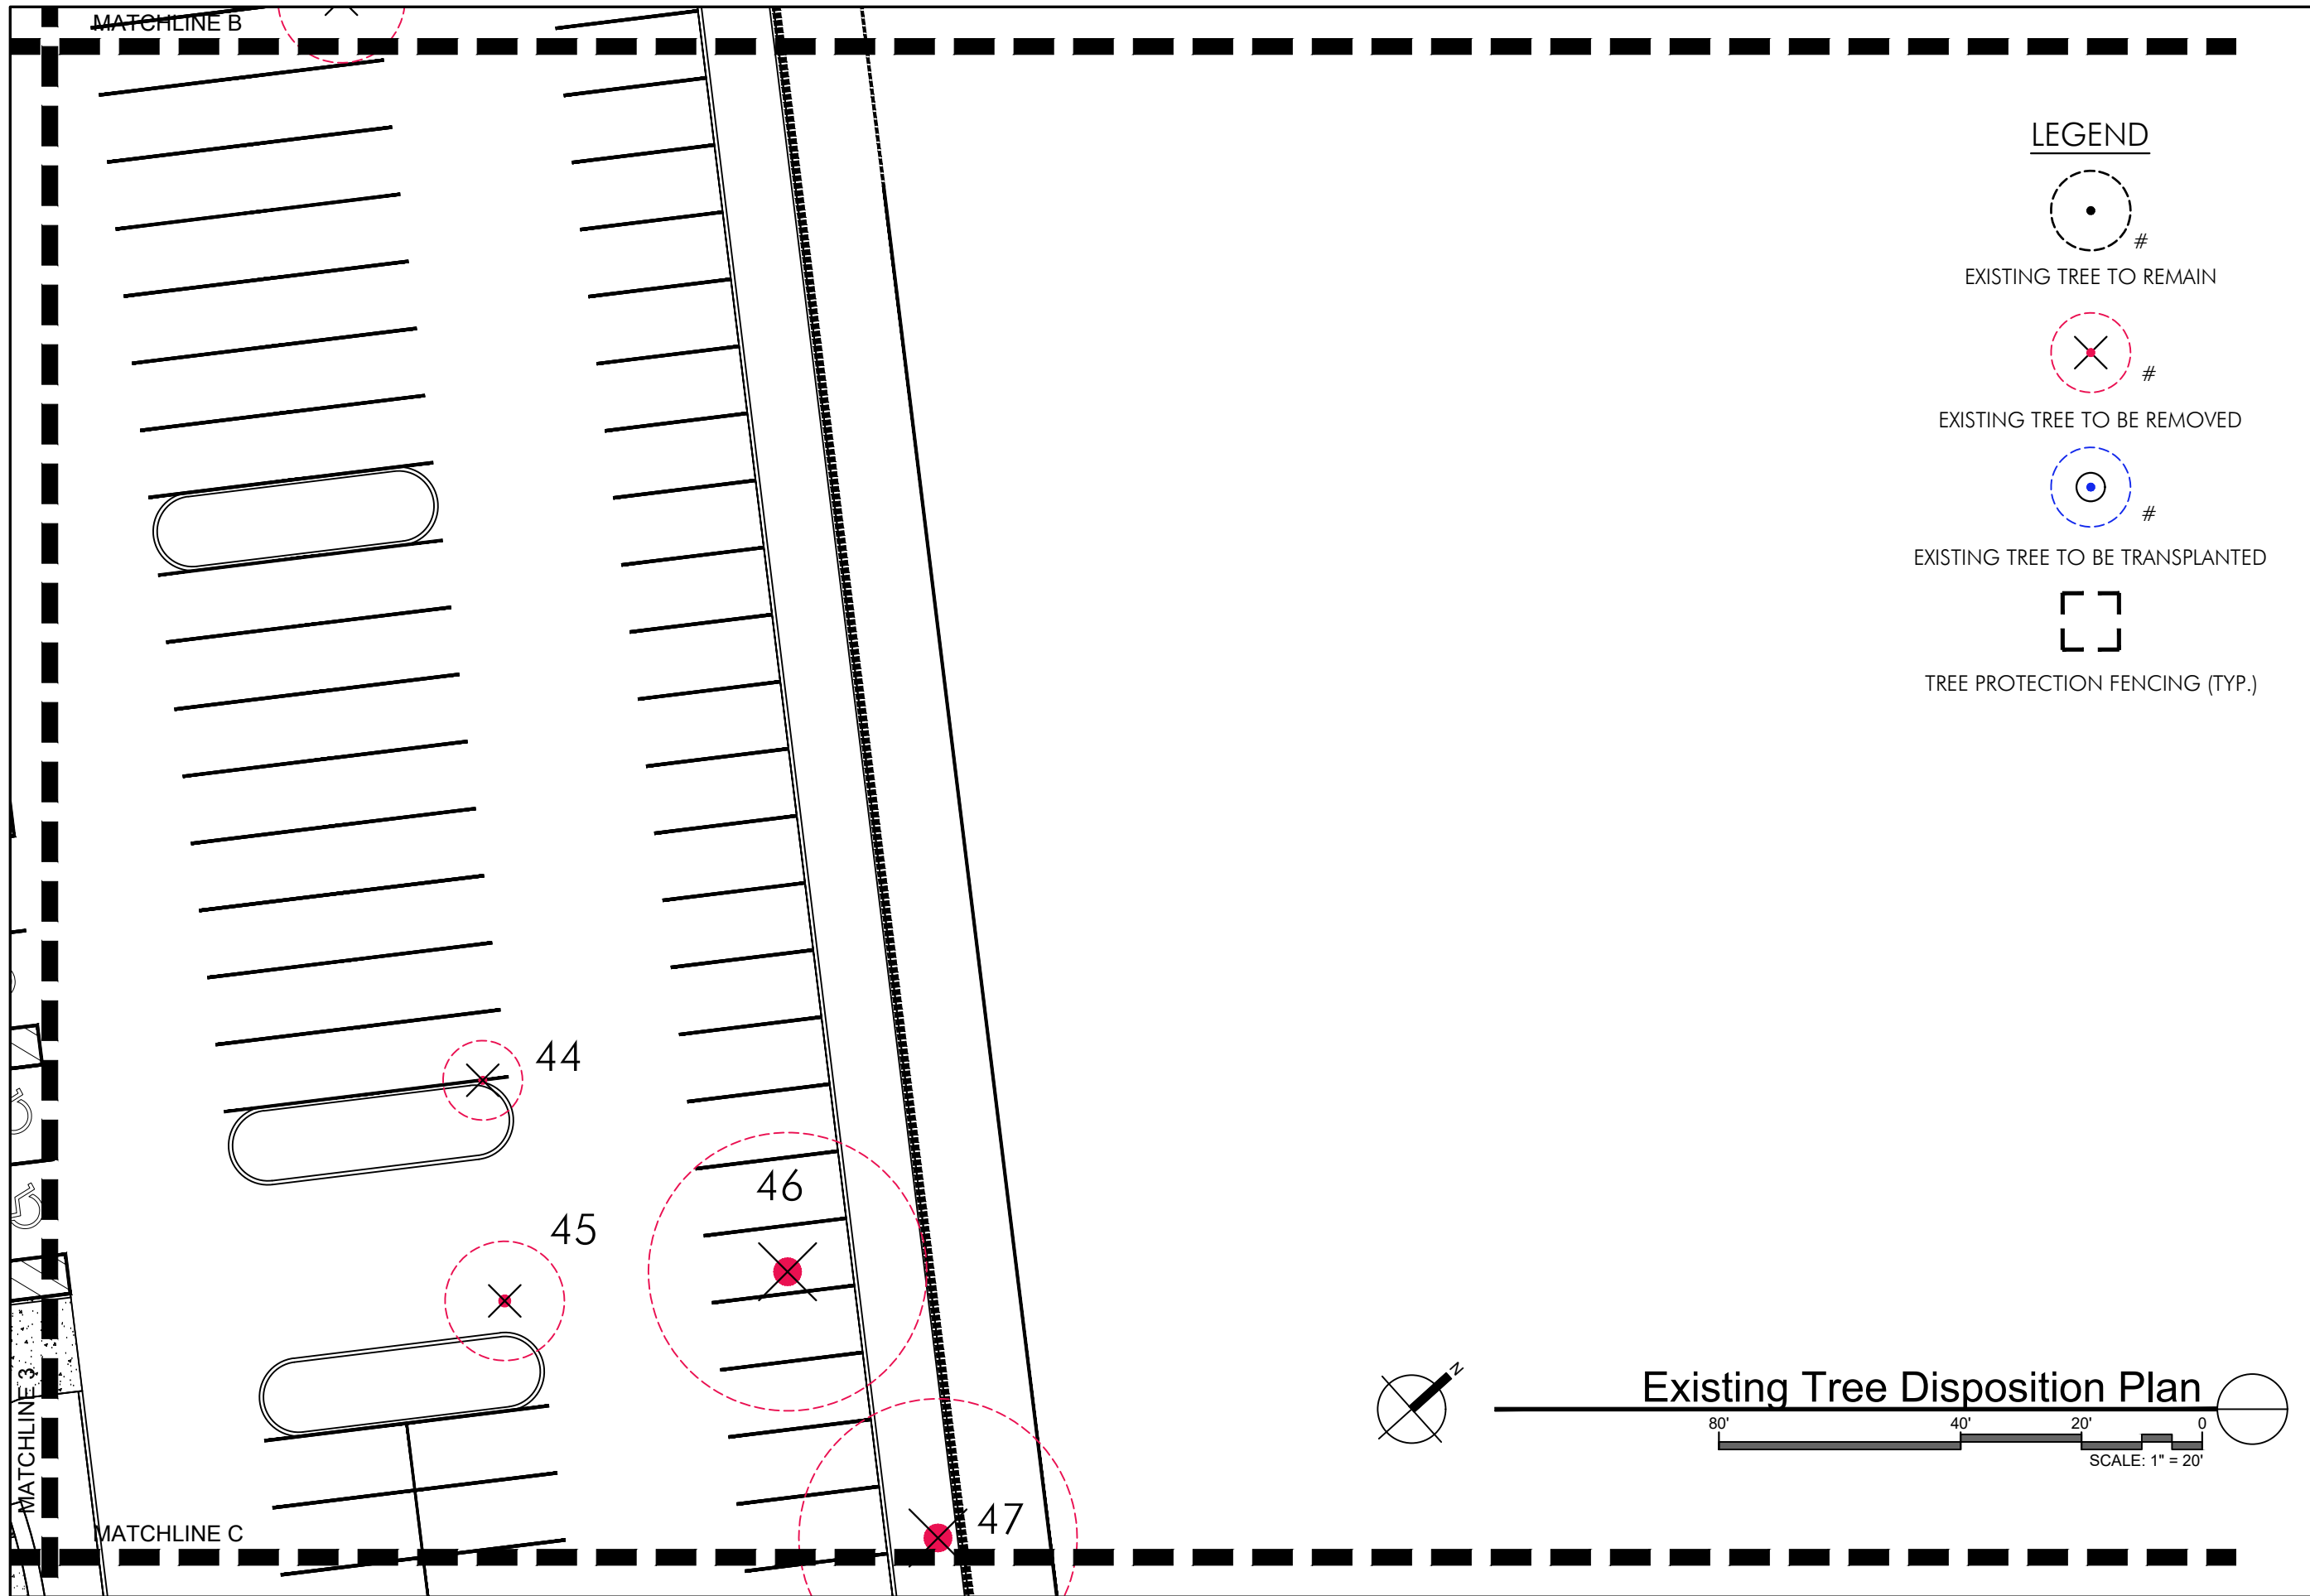 MATCHLINE B
LEGEND
#
EXISTING TREE TO REMAIN
#
EXISTING TREE TO BE REMOVED
#
EXISTING TREE TO BE TRANSPLANTED
TREE PROTECTION FENCING (TYP.)
44
46
45
47
MATCHLINE 3
MATCHLINE C
N
Existing Tree Disposition Plan
80' 40' 20' 0
SCALE: 1" = 20'